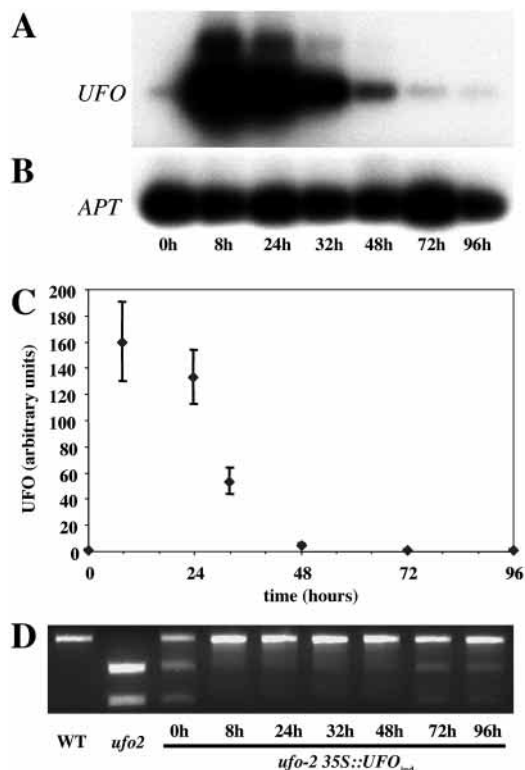 A
UFO
B
APT
0h 8h 24h 32h 48h 72h 96h
C
200
180
160
140
120
100
80
60
40
20
0
UFO (arbitrary units)
0 24 48 72 96
time (hours)
D
WT ufo2 0h 8h 24h 32h 48h 72h 96h
ufo-2 35S::UFOind